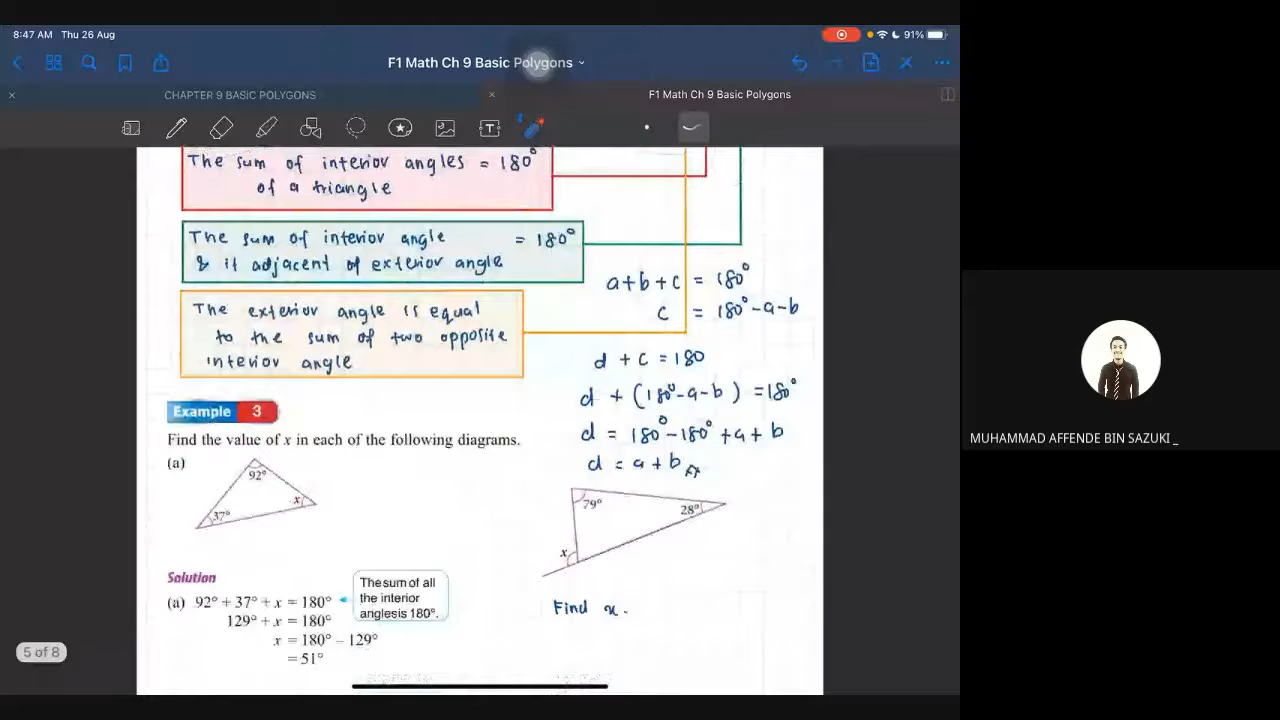 8:47 AM Thu 26 Aug
91%
F1 Math Ch 9 Basic Polygons
CHAPTER 9 BASIC POLYGONS
F1 Math Ch 9 Basic Polygons
The sum of interior angles = 180°
of a triangle
The sum of interior angle = 180°
& it adjacent of exterior angle
The exterior angle is equal
to the sum of two opposite
interior angle
a+b+c = 180°
c = 180°-a-b
d + c = 180
d + (180°-a-b) = 180°
d = 180°-180°+a+b
d = a+b
Example 3
Find the value of x in each of the following diagrams.
(a)
92°
37°
x
79°
28°
x
Find x.
Solution
(a) 92° + 37° + x = 180°
129° + x = 180°
x = 180° – 129°
= 51°
The sum of all
the interior
anglesis 180°.
5 of 8
MUHAMMAD AFFENDE BIN SAZUKI _